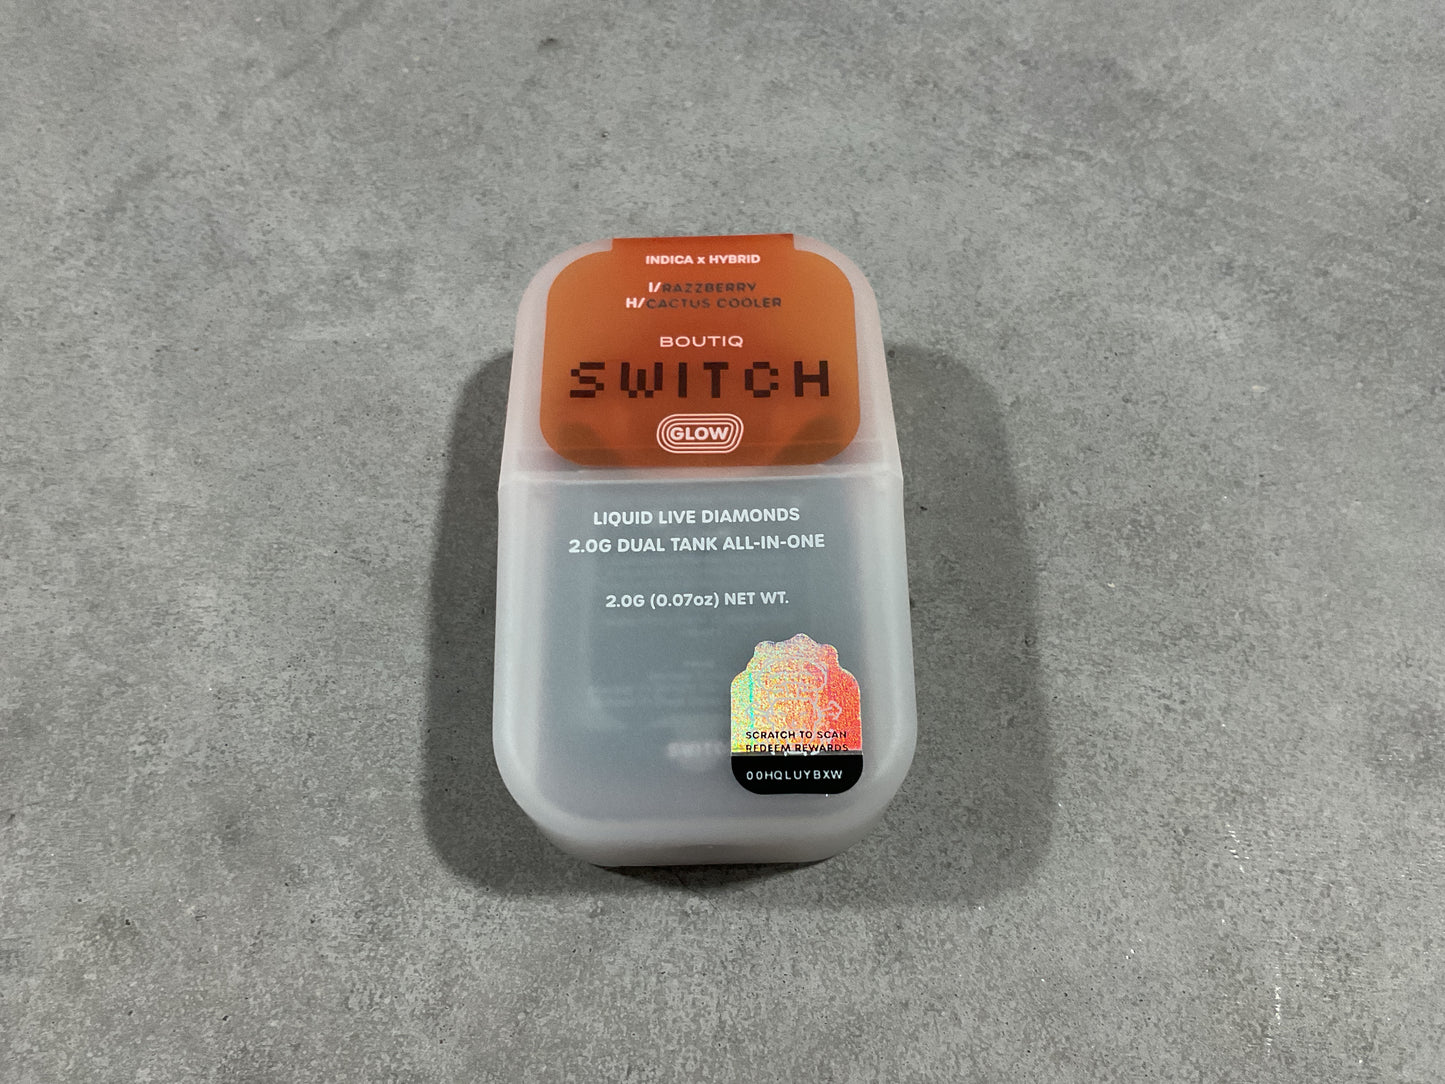 INDICA x HYBRID
I/RAZZBERRY
H/CACTUS COOLER
BOUTIQ
SWITCH
GLOW
LIQUID LIVE DIAMONDS
2.0G DUAL TANK ALL-IN-ONE
2.0G (0.07oz) NET WT.
SCRATCH TO SCAN
REDEEM REWARDS
00HQLUYBXW